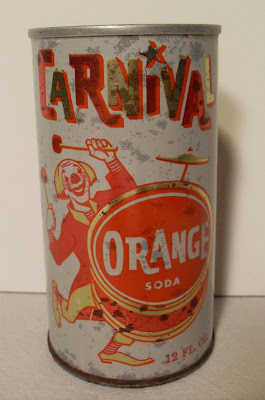 CARNIVAL
ORANGE
SODA
12 FL. OZ.